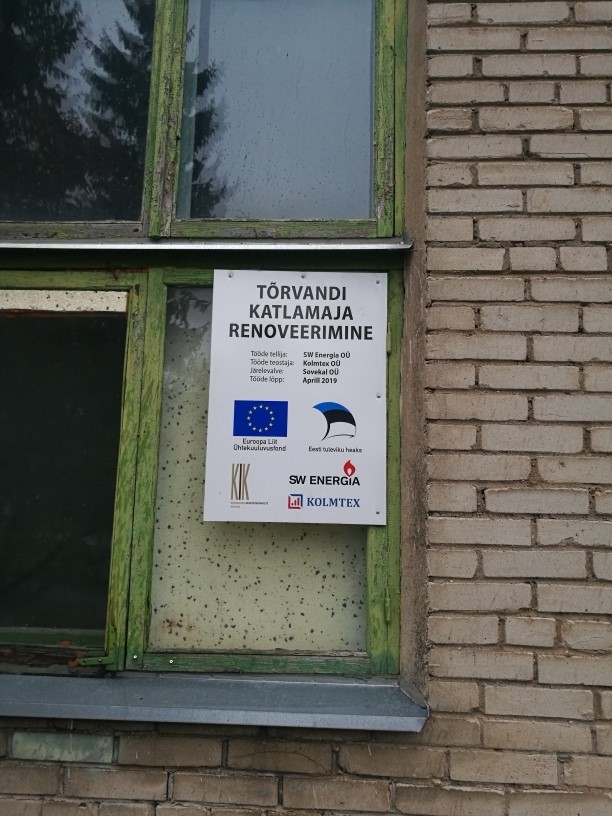 TÕRVANDI
KATLAMAJA
RENOVEERIMINE
Tööde tellija: SW Energia OÜ
Tööde teostaja: Kolmtex OÜ
Järelevalve: Sovekal OÜ
Tööde lõpp: Aprill 2019
Euroopa Liit
Ühtekuuluvusfond
Eesti tuleviku heaks
KIK
SW ENERGIA
KOLMTEX